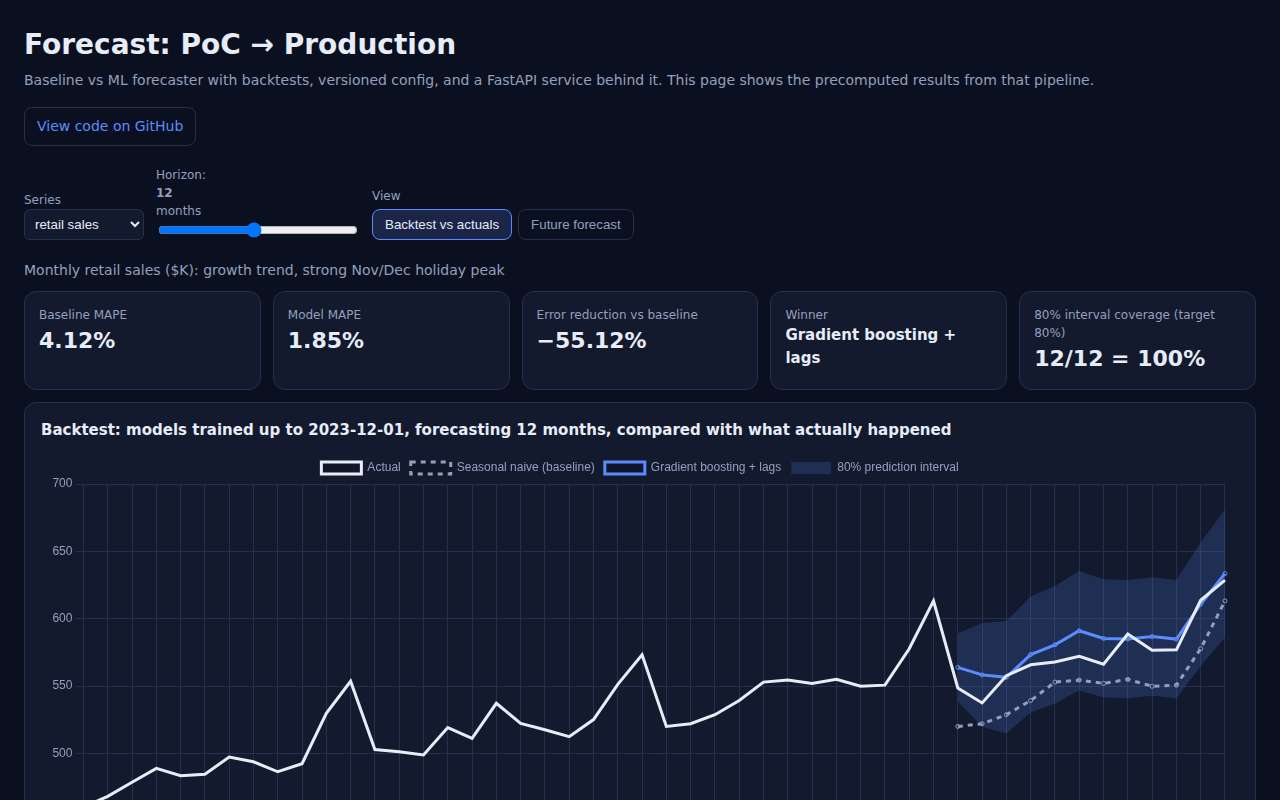 Forecast: PoC → Production
Baseline vs ML forecaster with backtests, versioned config, and a FastAPI service behind it. This page shows the precomputed results from that pipeline.
View code on GitHub
Series
retail sales
Horizon:
12
months
View
Backtest vs actuals
Future forecast
Monthly retail sales ($K): growth trend, strong Nov/Dec holiday peak
Baseline MAPE
4.12%
Model MAPE
1.85%
Error reduction vs baseline
−55.12%
Winner
Gradient boosting +
lags
80% interval coverage (target
80%)
12/12 = 100%
Backtest: models trained up to 2023-12-01, forecasting 12 months, compared with what actually happened
Actual
Seasonal naive (baseline)
Gradient boosting + lags
80% prediction interval
700
650
600
550
500